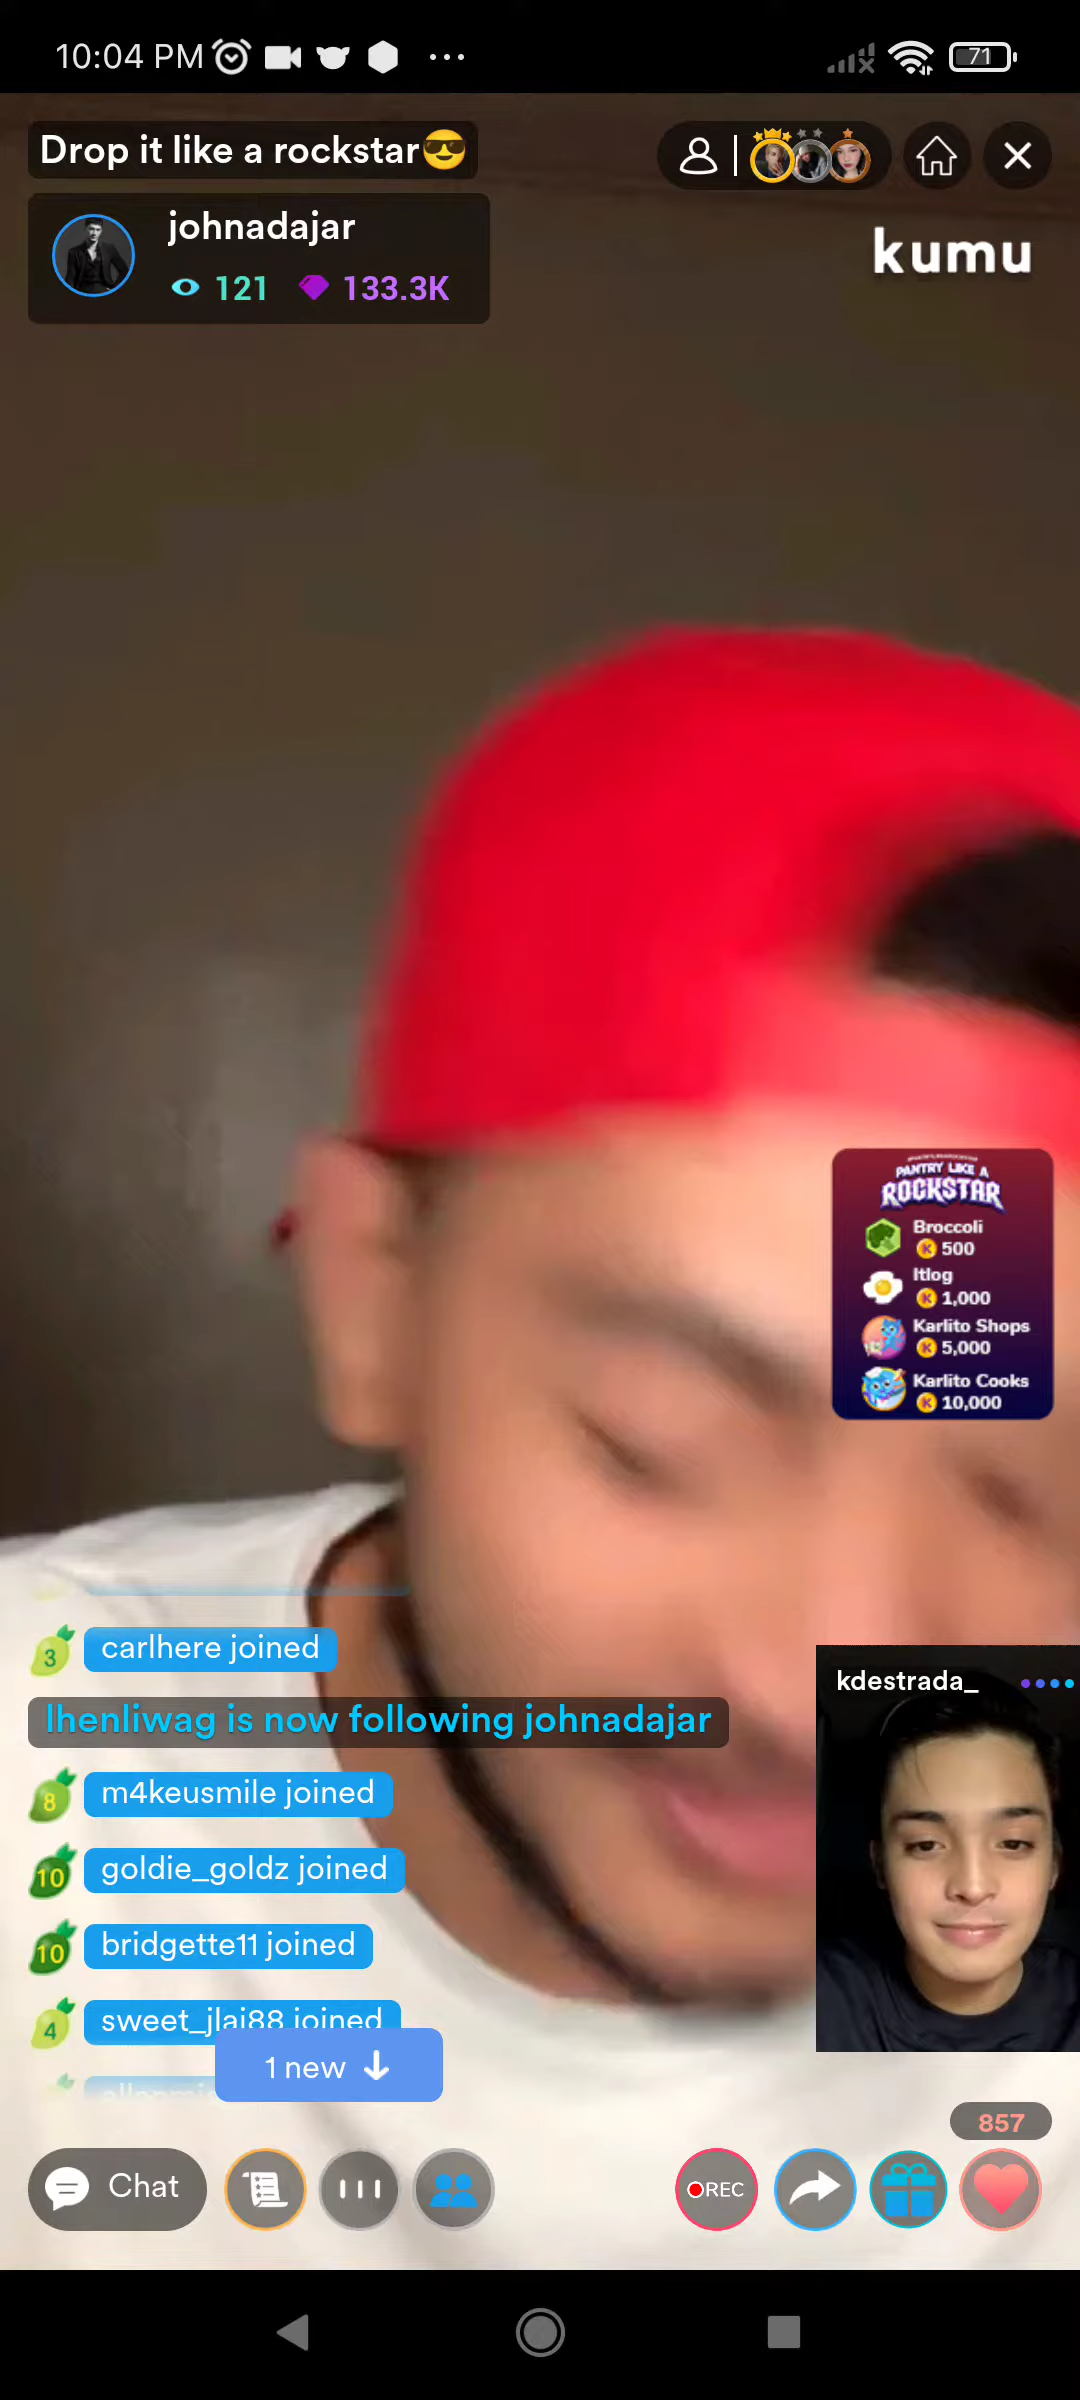 10:04 PM
71
Drop it like a rockstar😎
johnadajar
121 133.3K
kumu
PANTRY LIKE A
ROCKSTAR
Broccoli
K 500
Itlog
K 1,000
Karlito Shops
K 5,000
Karlito Cooks
K 10,000
3 carlhere joined
lhenliwag is now following johnadajar
8 m4keusmile joined
10 goldie_goldz joined
10 bridgette11 joined
4 sweet_jlai88 joined
1 new
kdestrada_
857
Chat
REC